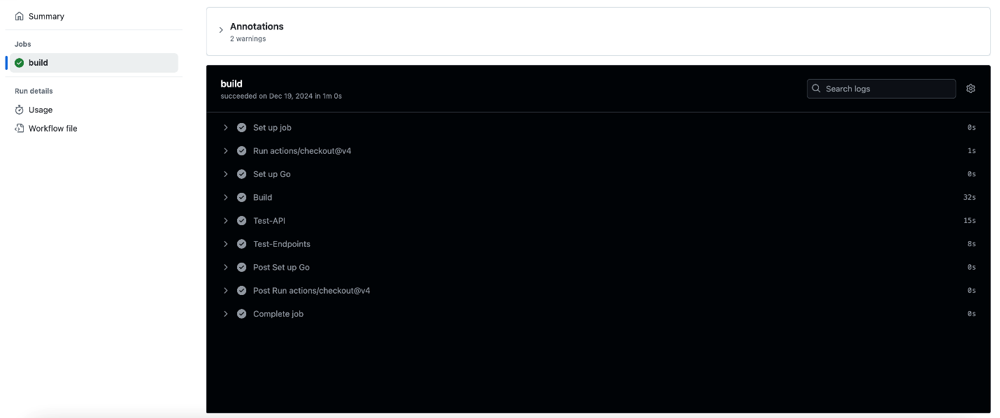 Summary
Jobs
build
Run details
Usage
Workflow file
Annotations
2 warnings
build
succeeded on Dec 19, 2024 in 1m 0s
Search logs
Set up job 0s
Run actions/checkout@v4 1s
Set up Go 0s
Build 32s
Test-API 15s
Test-Endpoints 8s
Post Set up Go 0s
Post Run actions/checkout@v4 0s
Complete job 0s